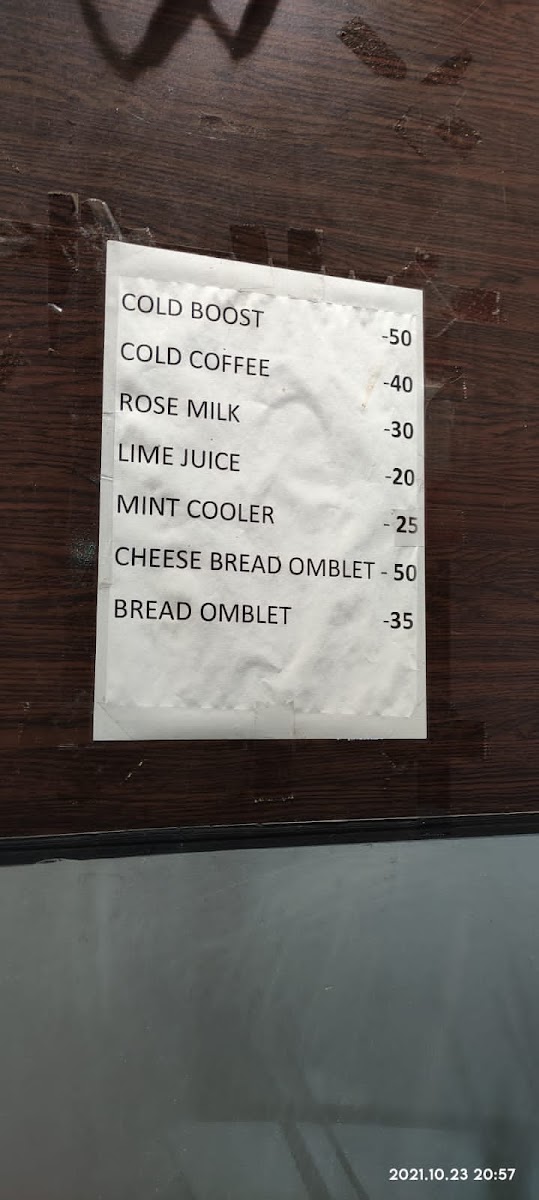 COLD BOOST -50
COLD COFFEE -40
ROSE MILK -30
LIME JUICE -20
MINT COOLER - 25
CHEESE BREAD OMBLET - 50
BREAD OMBLET -35
2021.10.23 20:57